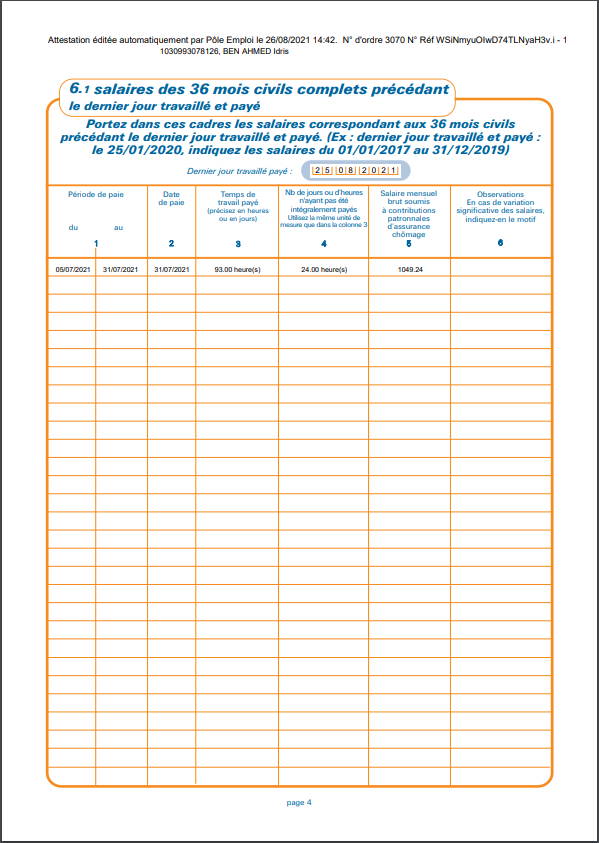 Attestation éditée automatiquement par Pôle Emploi le 26/08/2021 14:42. N° d'ordre 3070 N° Réf WSiNmyuOIwD74TLNyaH3v.i - 1
1030993078126, BEN AHMED Idris
6.1 salaires des 36 mois civils complets précédant
le dernier jour travaillé et payé
Portez dans ces cadres les salaires correspondant aux 36 mois civils
précédant le dernier jour travaillé et payé. (Ex : dernier jour travaillé et payé :
le 25/01/2020, indiquez les salaires du 01/01/2017 au 31/12/2019)
Dernier jour travaillé payé : 25 08 2021
Période de paie
du au
1
Date
de paie
2
Temps de
travail payé
(précisez en heures
ou en jours)
3
Nb de jours ou d'heures
n'ayant pas été
intégralement payés
Utilisez la même unité de
mesure que dans la colonne 3
4
Salaire mensuel
brut soumis
à contributions
patronnales
d'assurance
chômage
5
Observations
En cas de variation
significative des salaires,
indiquez-en le motif
6
05/07/2021 31/07/2021 31/07/2021 93.00 heure(s) 24.00 heure(s) 1049.24
page 4